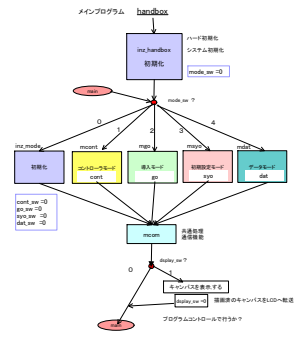 メインプログラム handbox
inz_handbox
初期化
ハード初期化
システム初期化
mode_sw =0
main
mode_sw ?
0
1
2
3
4
inz_mode
mcont
mgo
msyo
mdat
初期化
コントローラモード
cont
導入モード
go
初期設定モード
syo
データモード
dat
cont_sw =0
go_sw =0
syo_sw =0
dat_sw =0
mcom
共通処理
通信機能
dsplay_sw ?
0
1
キャンバスを表示する
dsplay_sw =0
描画済のキャンバスをLCDへ転送
main
プログラムコントロールで行うか?